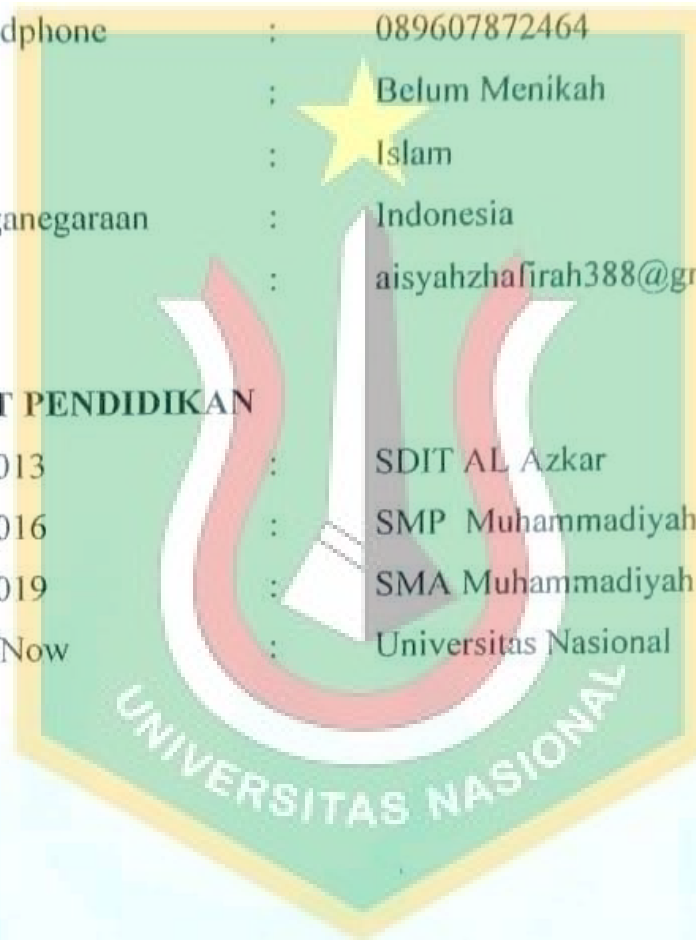 dphone : 089607872464
: Belum Menikah
: Islam
ganegaraan : Indonesia
: aisyahzhafirah388@gr
T PENDIDIKAN
013 : SDIT AL Azkar
016 : SMP Muhammadiyah
019 : SMA Muhammadiyah
Now : Universitas Nasional
UNIVERSITAS NASIONAL